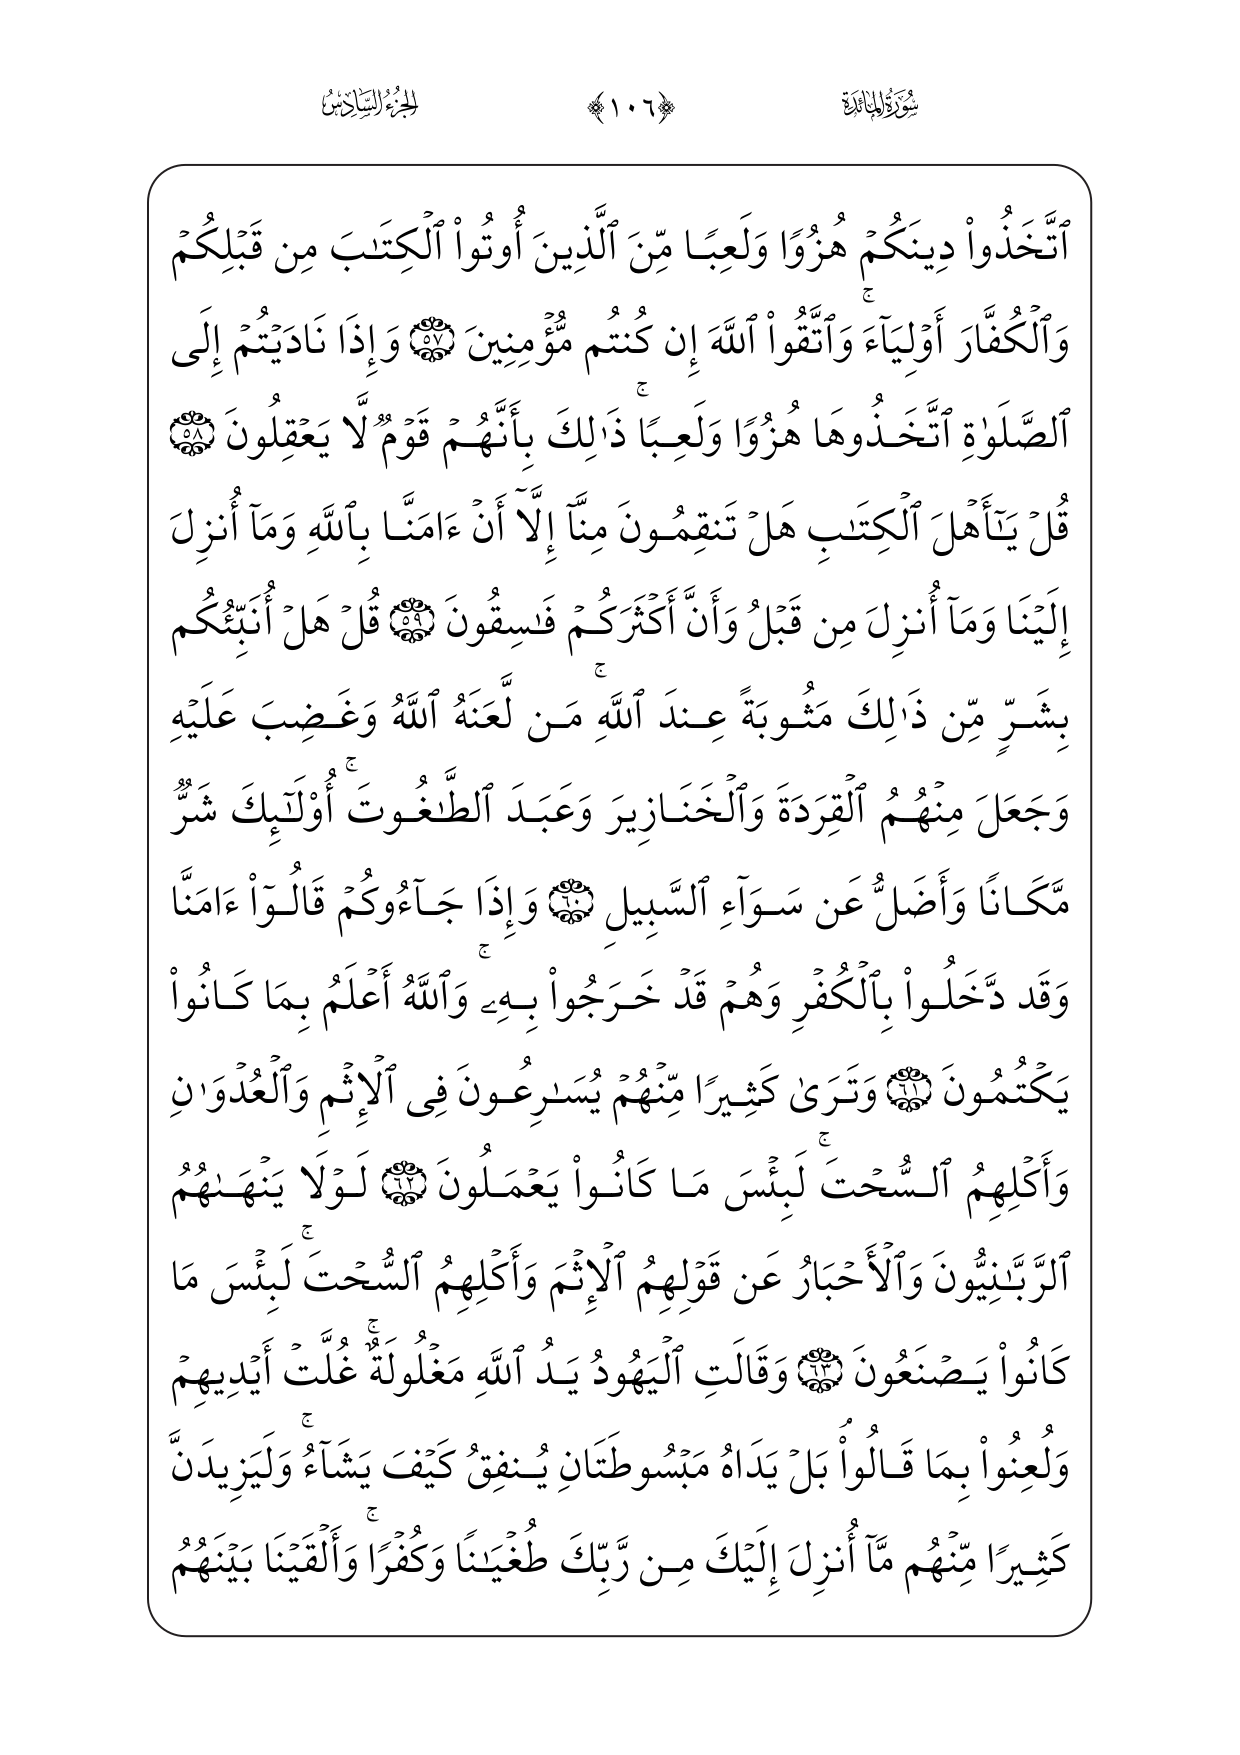 سُورَةُ المَائدَة ﴿١٠٦﴾ الجُزءُ السَّادِسُ
ٱتَّخَذُوا۟ دِينَكُمْ هُزُوًا وَلَعِبًا مِّنَ ٱلَّذِينَ أُوتُوا۟ ٱلْكِتَـٰبَ مِن قَبْلِكُمْ
وَٱلْكُفَّارَ أَوْلِيَآءَ ۚ وَٱتَّقُوا۟ ٱللَّهَ إِن كُنتُم مُّؤْمِنِينَ ٥٧ وَإِذَا نَادَيْتُمْ إِلَى
ٱلصَّلَوٰةِ ٱتَّخَذُوهَا هُزُوًا وَلَعِبًا ۚ ذَٰلِكَ بِأَنَّهُمْ قَوْمٌ لَّا يَعْقِلُونَ ٥٨
قُلْ يَـٰٓأَهْلَ ٱلْكِتَـٰبِ هَلْ تَنقِمُونَ مِنَّآ إِلَّآ أَنْ ءَامَنَّا بِٱللَّهِ وَمَآ أُنزِلَ
إِلَيْنَا وَمَآ أُنزِلَ مِن قَبْلُ وَأَنَّ أَكْثَرَكُمْ فَـٰسِقُونَ ٥٩ قُلْ هَلْ أُنَبِّئُكُم
بِشَرٍّ مِّن ذَٰلِكَ مَثُوبَةً عِندَ ٱللَّهِ ۚ مَن لَّعَنَهُ ٱللَّهُ وَغَضِبَ عَلَيْهِ
وَجَعَلَ مِنْهُمُ ٱلْقِرَدَةَ وَٱلْخَنَازِيرَ وَعَبَدَ ٱلطَّـٰغُوتَ ۚ أُو۟لَـٰٓئِكَ شَرٌّ
مَّكَانًا وَأَضَلُّ عَن سَوَآءِ ٱلسَّبِيلِ ٦٠ وَإِذَا جَآءُوكُمْ قَالُوٓا۟ ءَامَنَّا
وَقَد دَّخَلُوا۟ بِٱلْكُفْرِ وَهُمْ قَدْ خَرَجُوا۟ بِهِۦ ۚ وَٱللَّهُ أَعْلَمُ بِمَا كَانُوا۟
يَكْتُمُونَ ٦١ وَتَرَىٰ كَثِيرًا مِّنْهُمْ يُسَـٰرِعُونَ فِى ٱلْإِثْمِ وَٱلْعُدْوَٰنِ
وَأَكْلِهِمُ ٱلسُّحْتَ ۚ لَبِئْسَ مَا كَانُوا۟ يَعْمَلُونَ ٦٢ لَوْلَا يَنْهَىٰهُمُ
ٱلرَّبَّـٰنِيُّونَ وَٱلْأَحْبَارُ عَن قَوْلِهِمُ ٱلْإِثْمَ وَأَكْلِهِمُ ٱلسُّحْتَ ۚ لَبِئْسَ مَا
كَانُوا۟ يَصْنَعُونَ ٦٣ وَقَالَتِ ٱلْيَهُودُ يَدُ ٱللَّهِ مَغْلُولَةٌ ۚ غُلَّتْ أَيْدِيهِمْ
وَلُعِنُوا۟ بِمَا قَالُوا۟ ۘ بَلْ يَدَاهُ مَبْسُوطَتَانِ يُنفِقُ كَيْفَ يَشَآءُ ۚ وَلَيَزِيدَنَّ
كَثِيرًا مِّنْهُم مَّآ أُنزِلَ إِلَيْكَ مِن رَّبِّكَ طُغْيَـٰنًا وَكُفْرًا ۚ وَأَلْقَيْنَا بَيْنَهُمُ